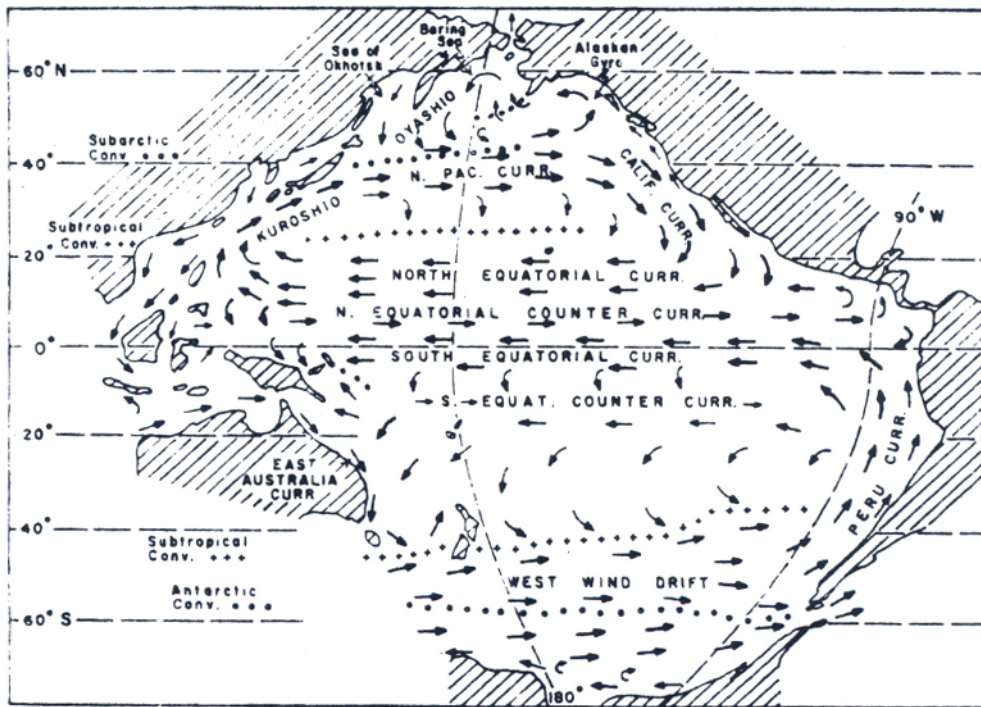 Bering
Sea
Sea of
Okhotsk
Alaskan
Gyre
60°N
OYASHIO
Subarctic
Conv.
40°
N. PAC. CURR.
CALIF. CURR.
KUROSHIO
90°W
Subtropical
Conv.
20°
NORTH EQUATORIAL CURR.
N. EQUATORIAL COUNTER CURR.
0°
SOUTH EQUATORIAL CURR.
S. EQUAT. COUNTER CURR.
20°
EAST
AUSTRALIA
CURR
PERU CURR.
40°
Subtropical
Conv.
WEST WIND DRIFT
Antarctic
Conv.
60°S
180°